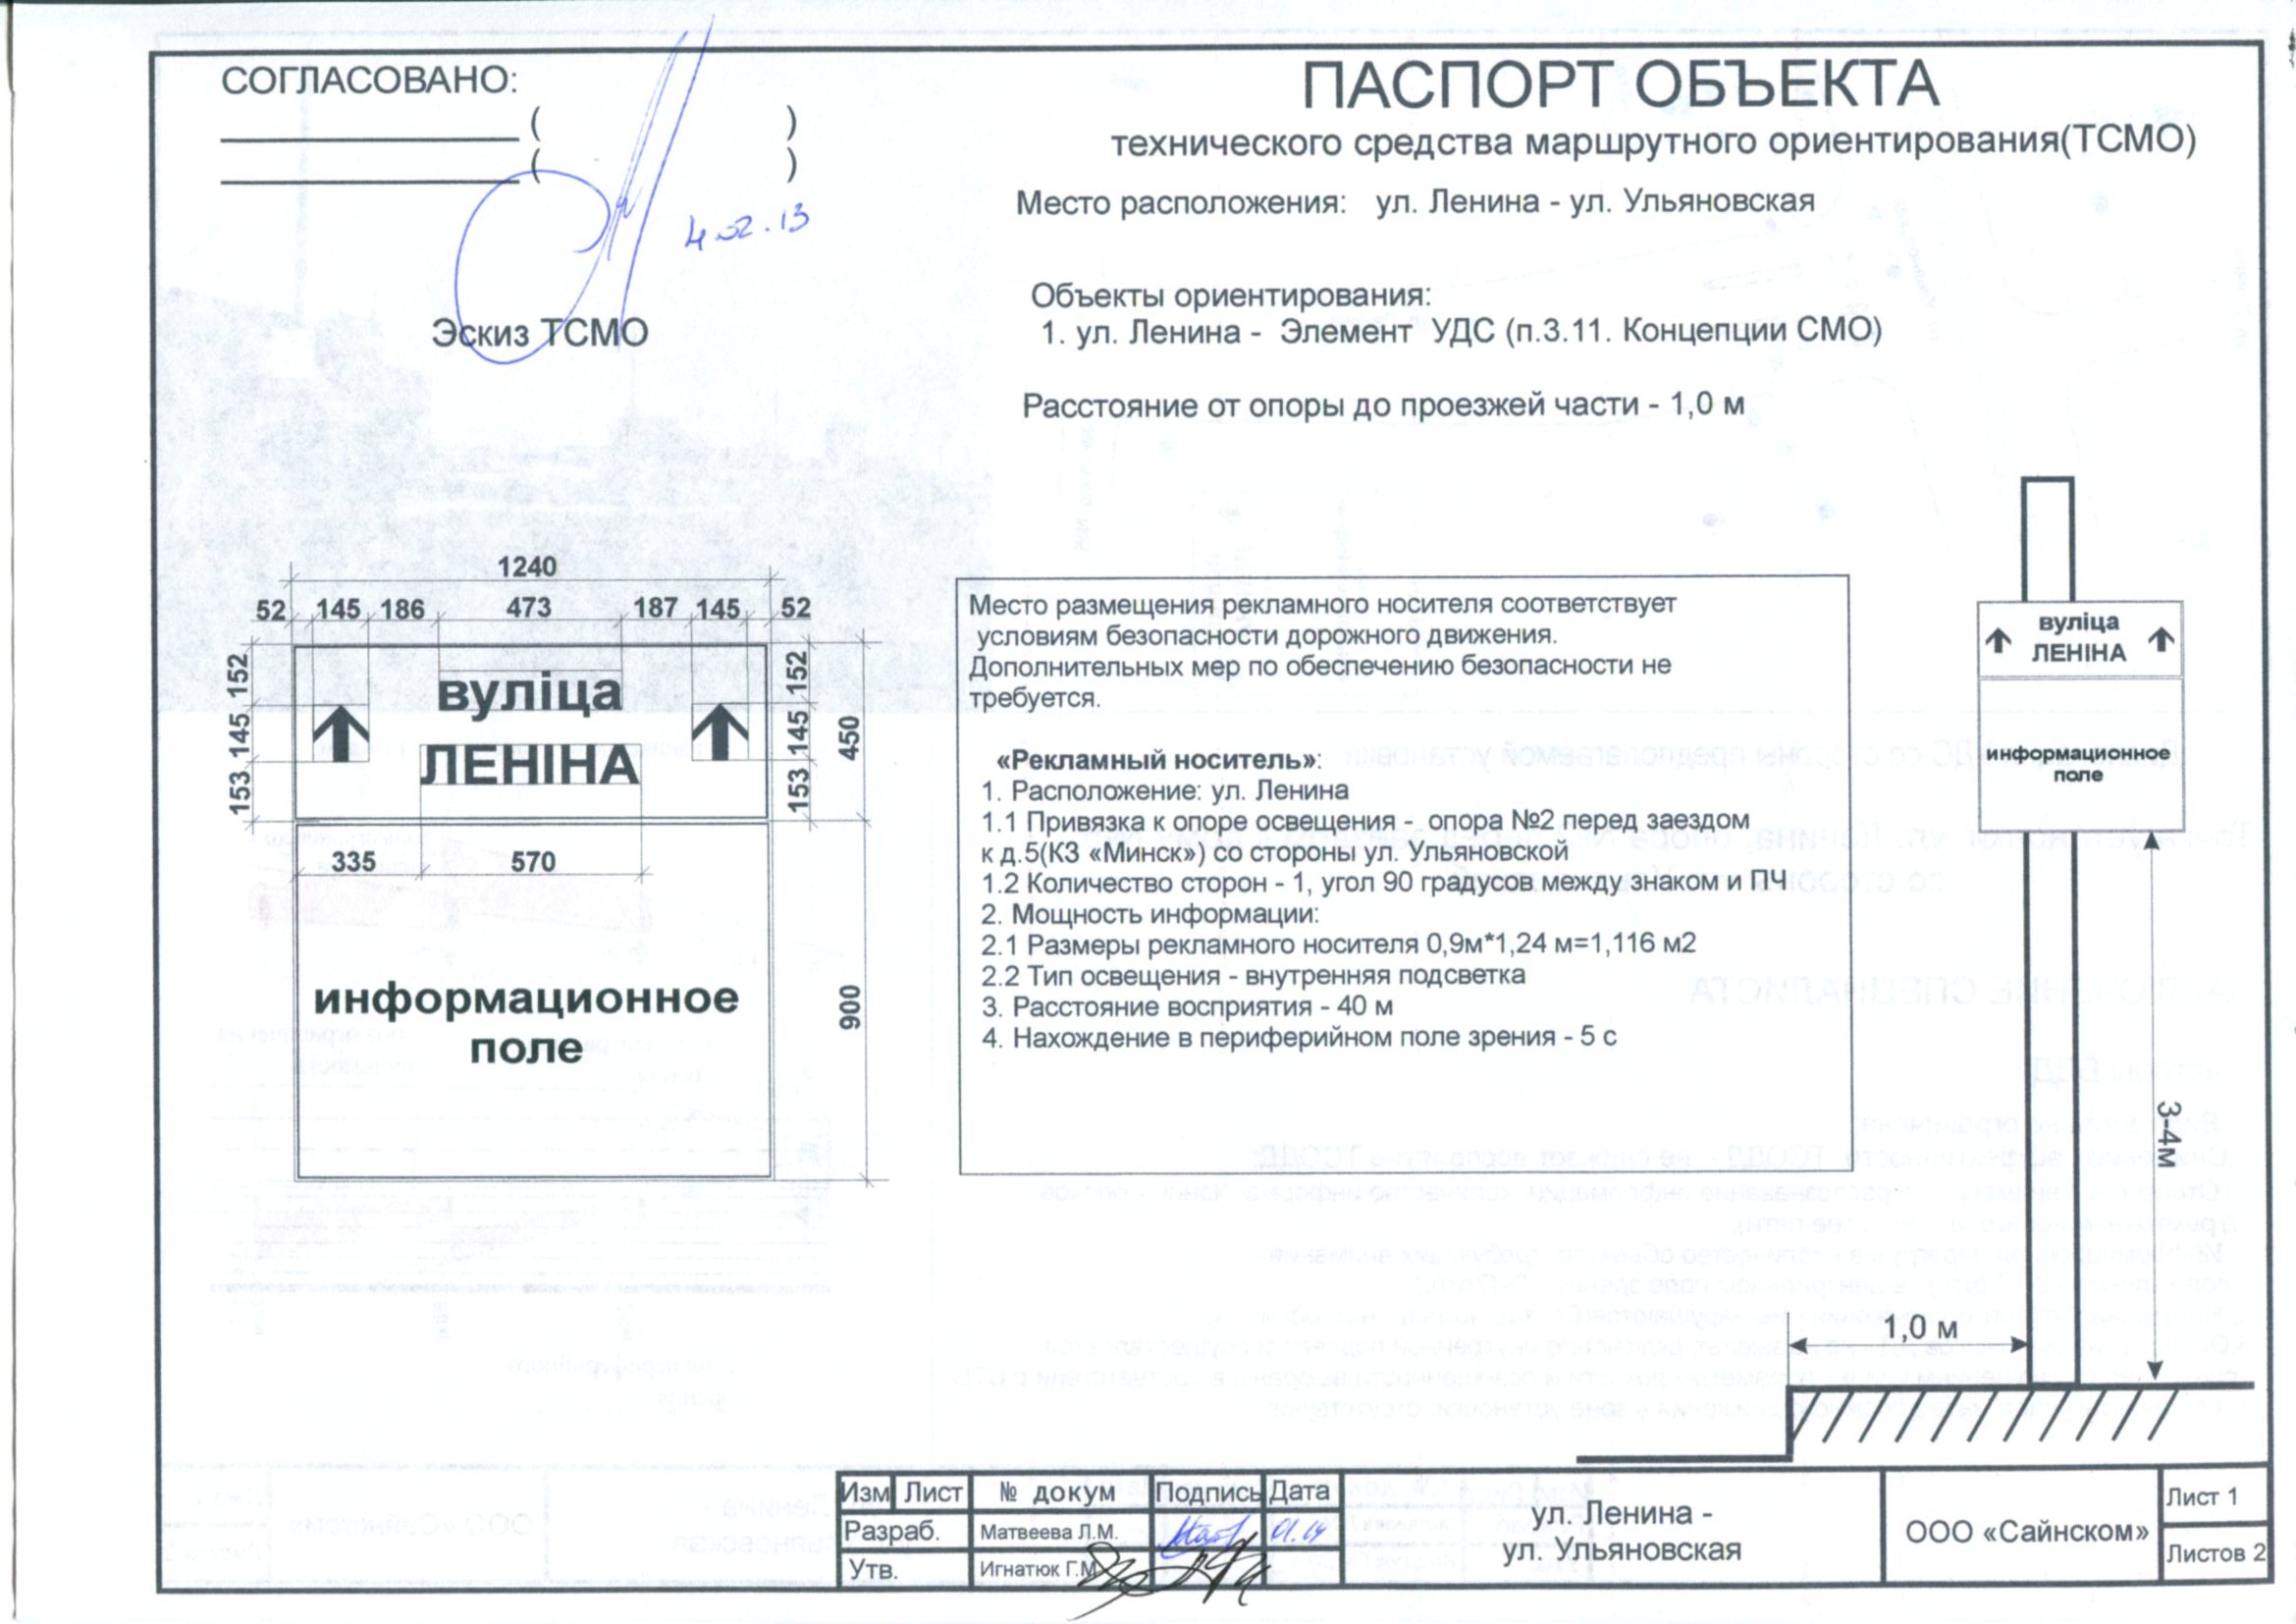 СОГЛАСОВАНО:
( )
( )
4.02.13
ПАСПОРТ ОБЪЕКТА
технического средства маршрутного ориентирования(ТСМО)
Место расположения: ул. Ленина - ул. Ульяновская
Объекты ориентирования:
1. ул. Ленина - Элемент УДС (п.3.11. Концепции СМО)
Расстояние от опоры до проезжей части - 1,0 м
Эскиз ТСМО
1240
52 145 186 473 187 145 52
152 145 153
вуліца
ЛЕНІНА
152 145 153
450
335 570
информационное
поле
900
Место размещения рекламного носителя соответствует
условиям безопасности дорожного движения.
Дополнительных мер по обеспечению безопасности не
требуется.
«Рекламный носитель»:
1. Расположение: ул. Ленина
1.1 Привязка к опоре освещения - опора №2 перед заездом
к д.5(КЗ «Минск») со стороны ул. Ульяновской
1.2 Количество сторон - 1, угол 90 градусов между знаком и ПЧ
2. Мощность информации:
2.1 Размеры рекламного носителя 0,9м*1,24 м=1,116 м2
2.2 Тип освещения - внутренняя подсветка
3. Расстояние восприятия - 40 м
4. Нахождение в периферийном поле зрения - 5 с
вуліца
ЛЕНІНА
информационное
поле
3-4м
1,0 м
Изм Лист № докум Подпись Дата
Разраб. Матвеева Л.М. 01.14
Утв. Игнатюк Г.М
ул. Ленина -
ул. Ульяновская
ООО «Сайнском»
Лист 1
Листов 2